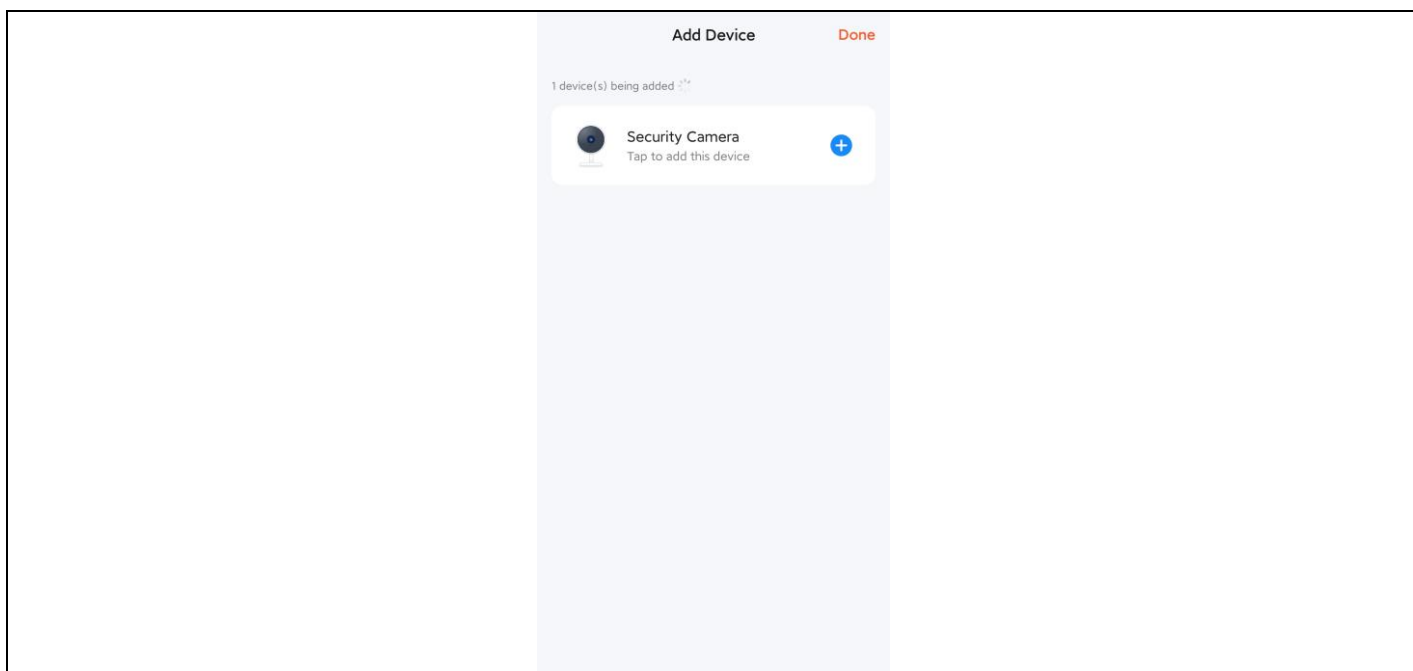 Add Device
Done
1 device(s) being added
Security Camera
Tap to add this device